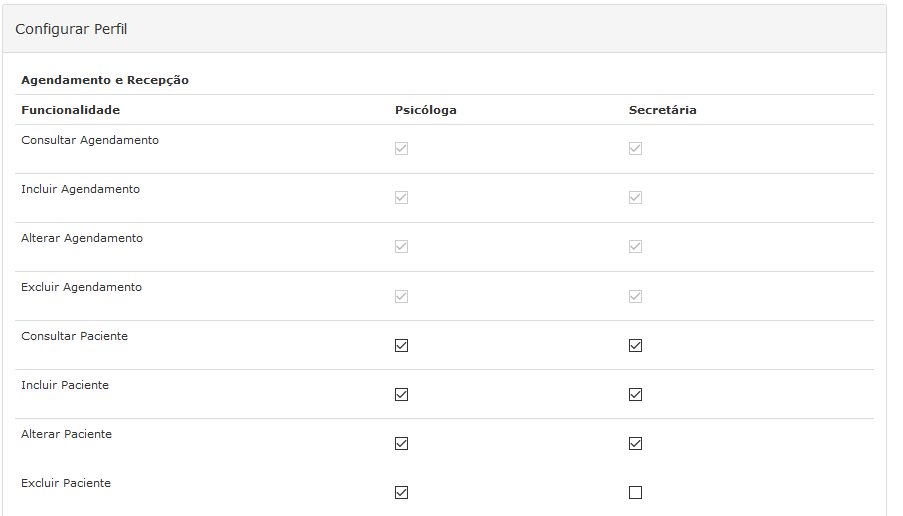 Configurar Perfil
Agendamento e Recepção
Funcionalidade Psicóloga Secretária
Consultar Agendamento
Incluir Agendamento
Alterar Agendamento
Excluir Agendamento
Consultar Paciente
Incluir Paciente
Alterar Paciente
Excluir Paciente